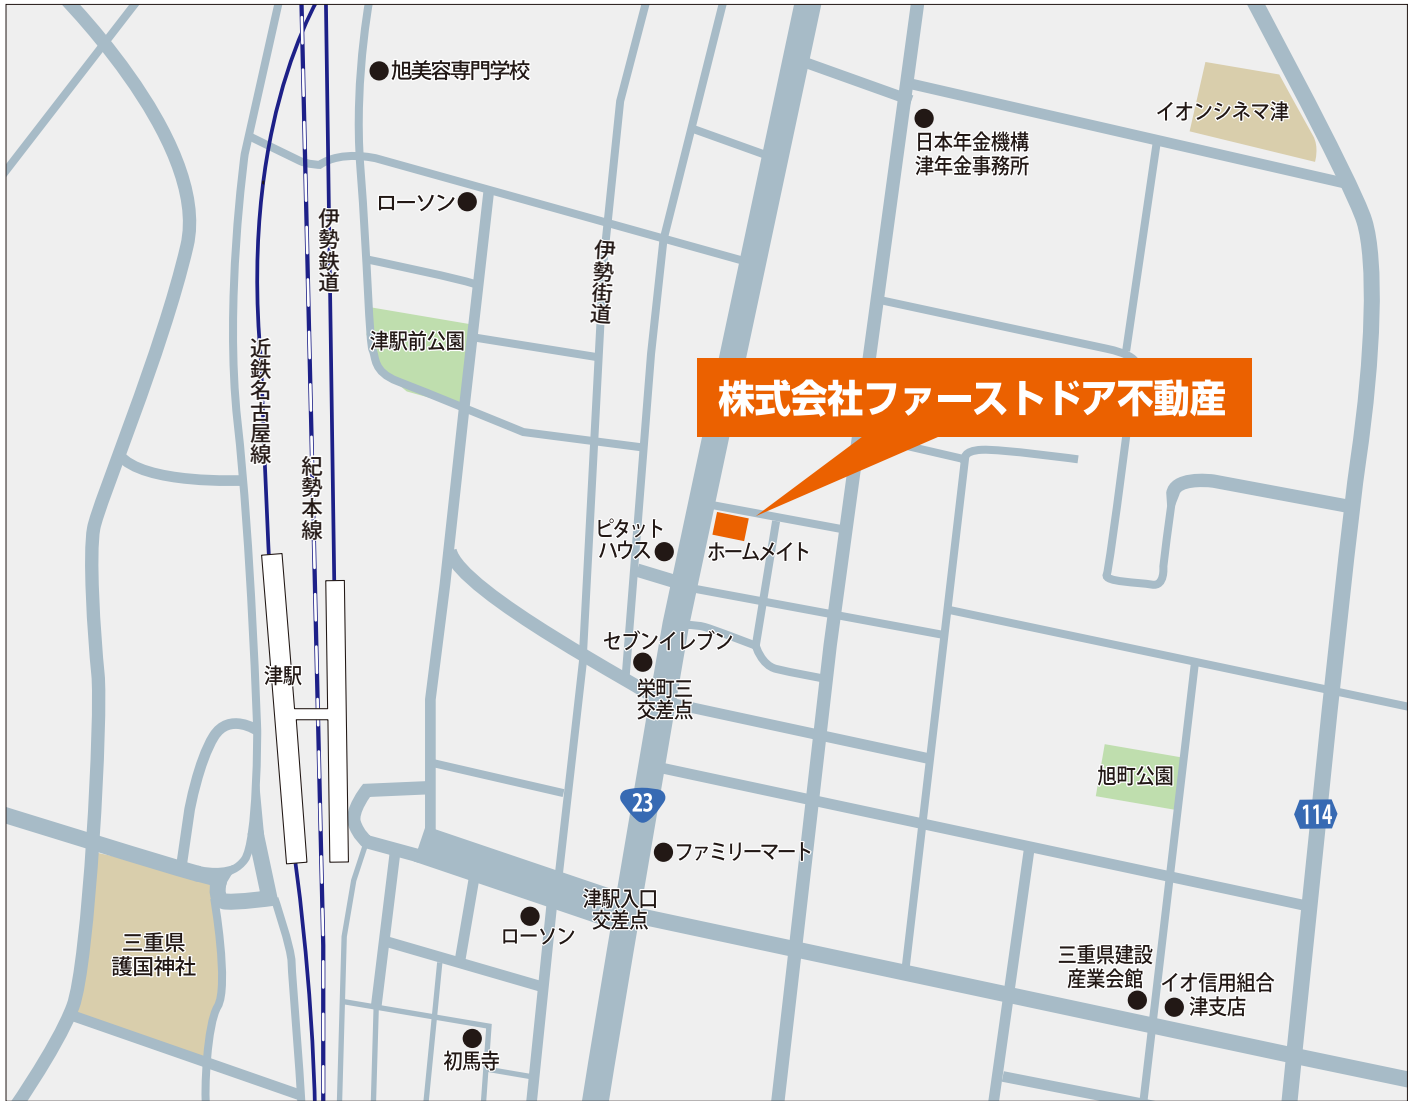 旭美容専門学校
イオンシネマ津
日本年金機構
津年金事務所
ローソン
伊勢鉄道
伊勢街道
津駅前公園
近鉄名古屋線
株式会社ファーストドア不動産
紀勢本線
ピタット
ハウス
ホームメイト
セブンイレブン
津駅
栄町三
交差点
旭町公園
23
114
ファミリーマート
津駅入口
交差点
ローソン
三重県
護国神社
三重県建設
産業会館
イオ信用組合
津支店
初馬寺